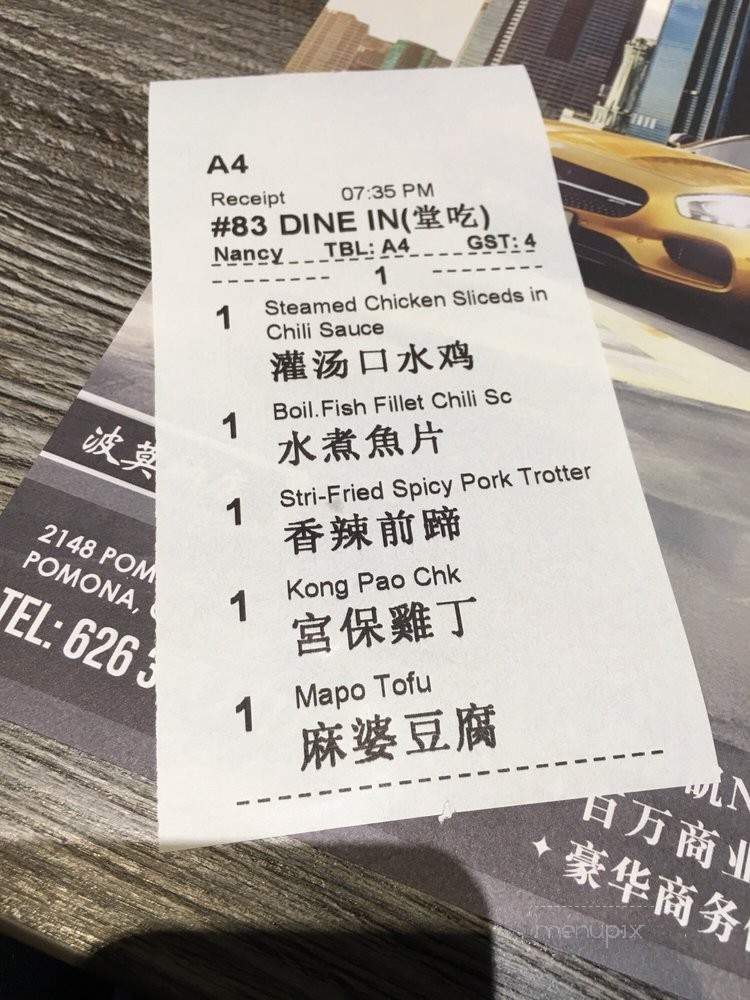 A4
Receipt 07:35 PM
#83 DINE IN(堂吃)
Nancy TBL: A4 GST: 4
1
1 Steamed Chicken Sliceds in
Chili Sauce
灌汤口水鸡
1 Boil.Fish Fillet Chili Sc
水煮魚片
1 Stri-Fried Spicy Pork Trotter
香辣前蹄
1 Kong Pao Chk
宮保雞丁
1 Mapo Tofu
麻婆豆腐
波莫
2148 POM
POMONA,
TEL: 626 3
百万商业
豪华商务
menupix